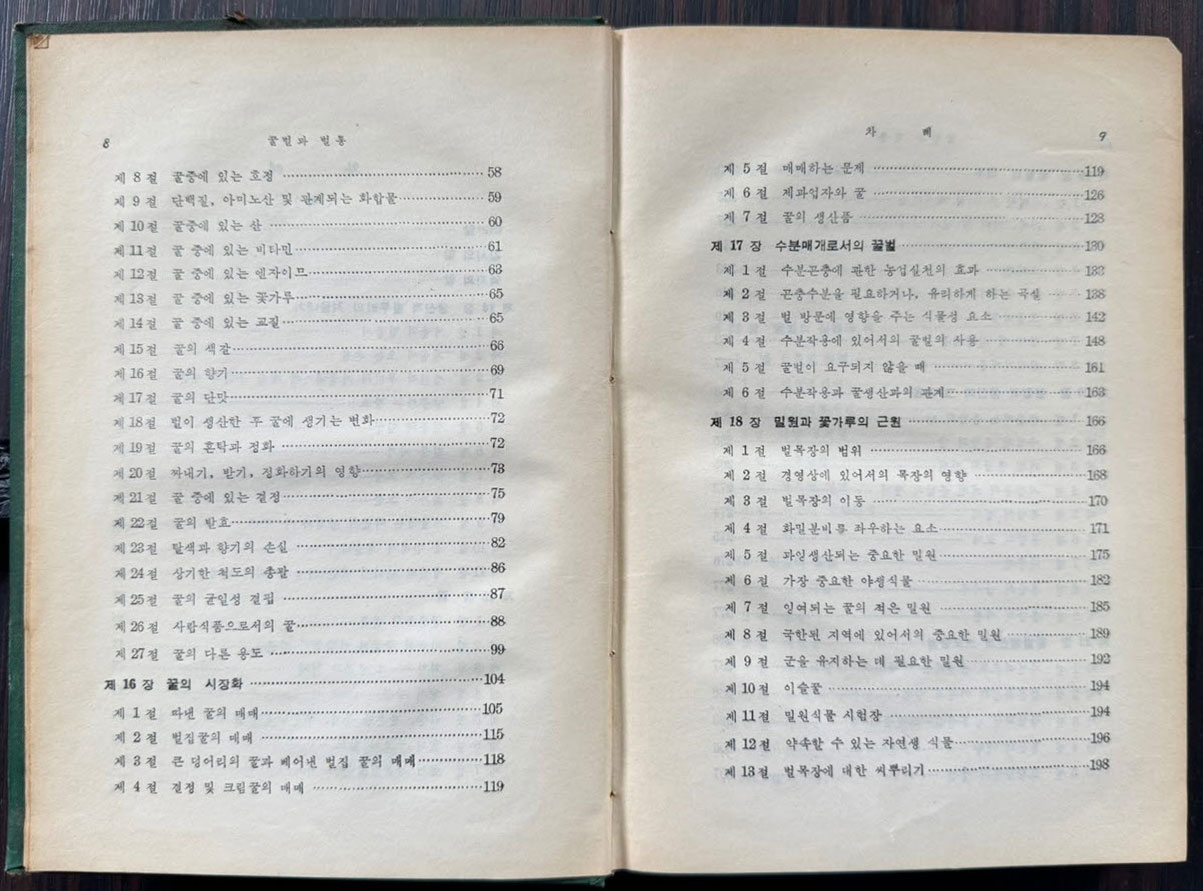 8
꿀벌과 벌통
제 8 절 꿀중에 있는 호정 58
제 9 절 단백질, 아미노산 및 관계되는 화합물 59
제10절 꿀중에 있는 산 60
제11절 꿀 중에 있는 비타민 61
제12절 꿀 중에 있는 엔자이므 63
제13절 꿀 중에 있는 꽃가루 65
제14절 꿀 중에 있는 교질 65
제15절 꿀의 색갈 66
제16절 꿀의 향기 69
제17절 꿀의 단맛 71
제18절 벌이 생산한 후 꿀에 생기는 변화 72
제19절 꿀의 혼탁과 정화 72
제20절 짜내기, 받기, 정화하기의 영향 73
제21절 꿀 중에 있는 결정 75
제22절 꿀의 발효 79
제23절 탈색과 향기의 손실 82
제24절 상기한 척도의 총괄 86
제25절 꿀의 균일성 결핍 87
제26절 사람식품으로서의 꿀 88
제27절 꿀의 다른 용도 99
제 16 장 꿀의 시장화 104
제 1 절 따낸 꿀의 매매 105
제 2 절 벌집꿀의 매매 115
제 3 절 큰 덩어리의 꿀과 베어낸 벌집 꿀의 매매 118
제 4 절 결정 및 크림꿀의 매매 119
차 례
9
제 5 절 매매하는 문제 119
제 6 절 제과업자와 꿀 126
제 7 절 꿀의 생산품 128
제 17 장 수분매개로서의 꿀벌 130
제 1 절 수분곤충에 관한 농업실천의 효과 133
제 2 절 곤충수분을 필요하거나, 유리하게 하는 곡실 138
제 3 절 벌 방문에 영향을 주는 식물성 요소 142
제 4 절 수분작용에 있어서의 꿀벌의 사용 148
제 5 절 꿀벌이 요구되지 않을 때 161
제 6 절 수분작용과 꿀생산과의 관계 163
제 18 장 밀원과 꽃가루의 근원 166
제 1 절 벌목장의 범위 166
제 2 절 경영상에 있어서의 목장의 영향 168
제 3 절 벌목장의 이동 170
제 4 절 화밀분비를 좌우하는 요소 171
제 5 절 과잉생산되는 중요한 밀원 175
제 6 절 가장 중요한 야생식물 182
제 7 절 잉여되는 꿀의 적은 밀원 185
제 8 절 국한된 지역에 있어서의 중요한 밀원 189
제 9 절 군을 유지하는 데 필요한 밀원 192
제10절 이슬꿀 194
제11절 밀원식물 시험장 194
제12절 약속할 수 있는 자연생 식물 196
제13절 벌목장에 대한 씨뿌리기 198